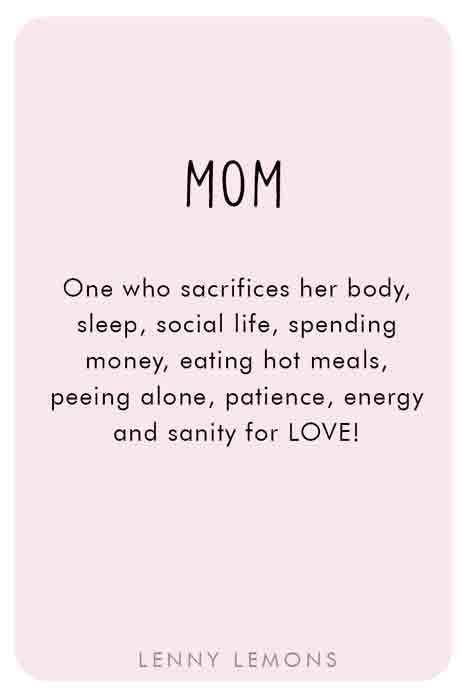 MOM
One who sacrifices her body,
sleep, social life, spending
money, eating hot meals,
peeing alone, patience, energy
and sanity for LOVE!
LENNY LEMONS